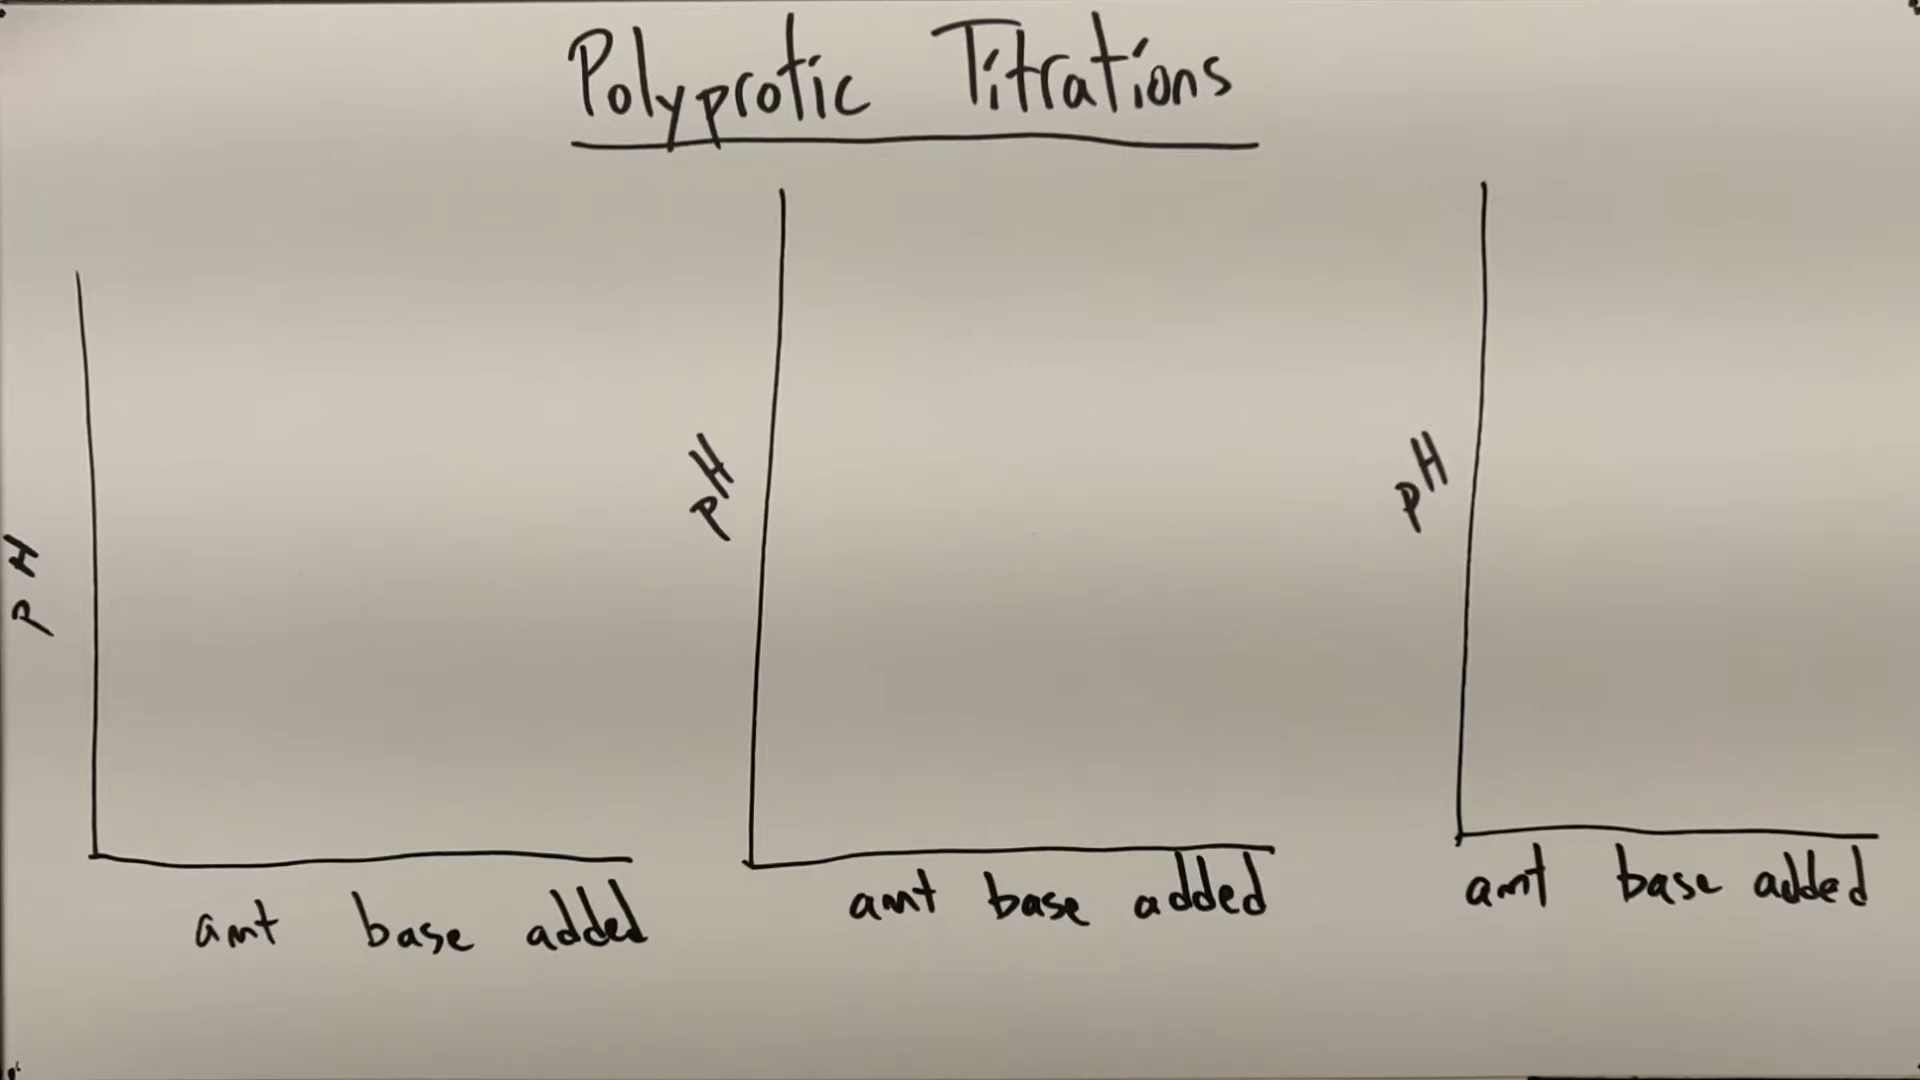 Polyprotic Titrations
pH
pH
pH
amt base added
amt base added
amt base added